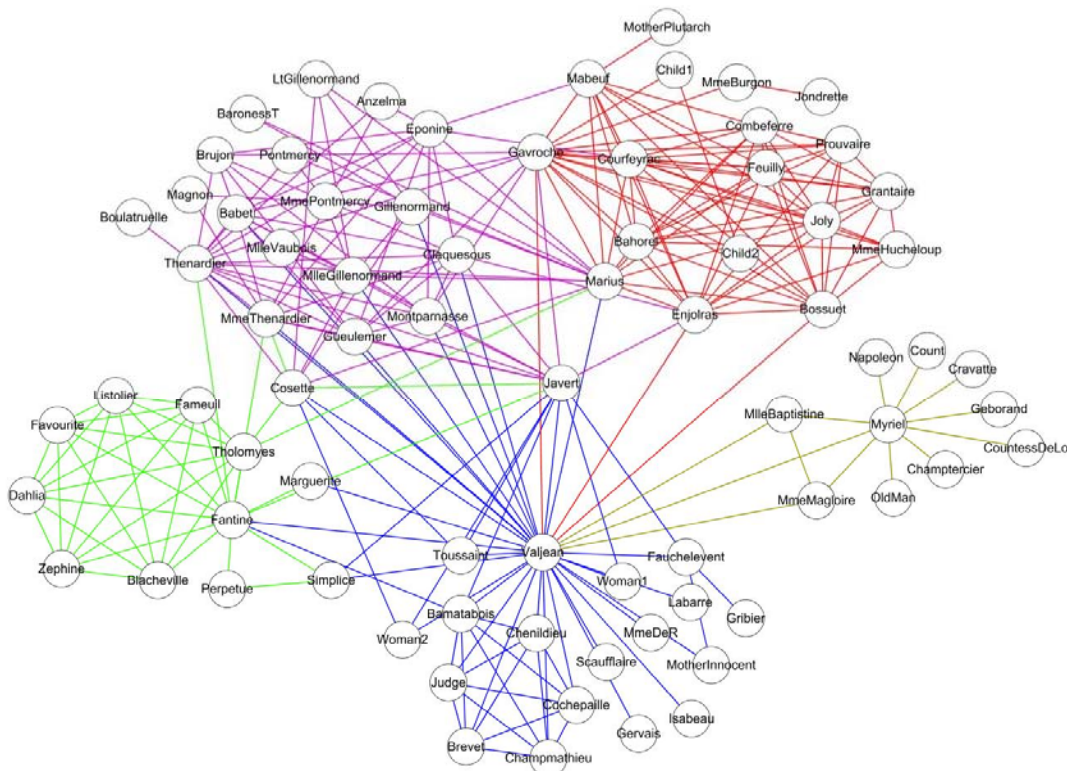 MotherPlutarch
LtGillenormand
Mabeuf
Child1
MmeBurgon
Jondrette
Anzelma
BaronessT
Eponine
Combeferre
Prouvaire
Brujon
Pontmercy
Gavroche
Courfeyrac
Feuilly
Magnon
MmePontmercy
Gillenormand
Grantaire
Boulatruelle
Babet
Joly
MlleVaubois
Claquesous
Bahorel
Child2
MmeHucheloup
Thenardier
MlleGillenormand
Marius
MmeThenardier
Montparnasse
Enjolras
Bossuet
Gueulemer
Napoleon
Count
Cravatte
Cosette
Javert
Listolier
Fameuil
MlleBaptistine
Myriel
Geborand
Favourite
CountessDeLo
Tholomyes
Champtercier
Dahlia
Marguerite
MmeMagloire
OldMan
Fantine
Toussaint
Valjean
Fauchelevent
Zephine
Blacheville
Perpetue
Simplice
Woman1
Labarre
Gribier
Bamatabois
Woman2
Chenildieu
MmeDeR
Scaufflaire
MotherInnocent
Judge
Cochepaille
Gervais
Isabeau
Brevet
Champmathieu